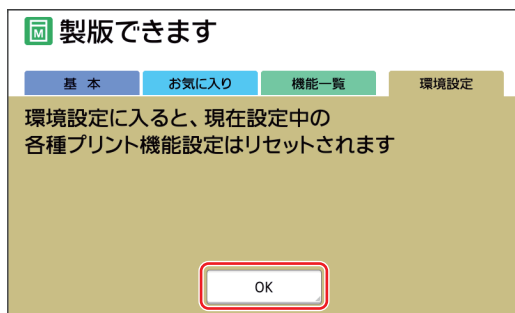 M 製版できます
基 本 お気に入り 機能一覧 環境設定
環境設定に入ると、現在設定中の
各種プリント機能設定はリセットされます
OK